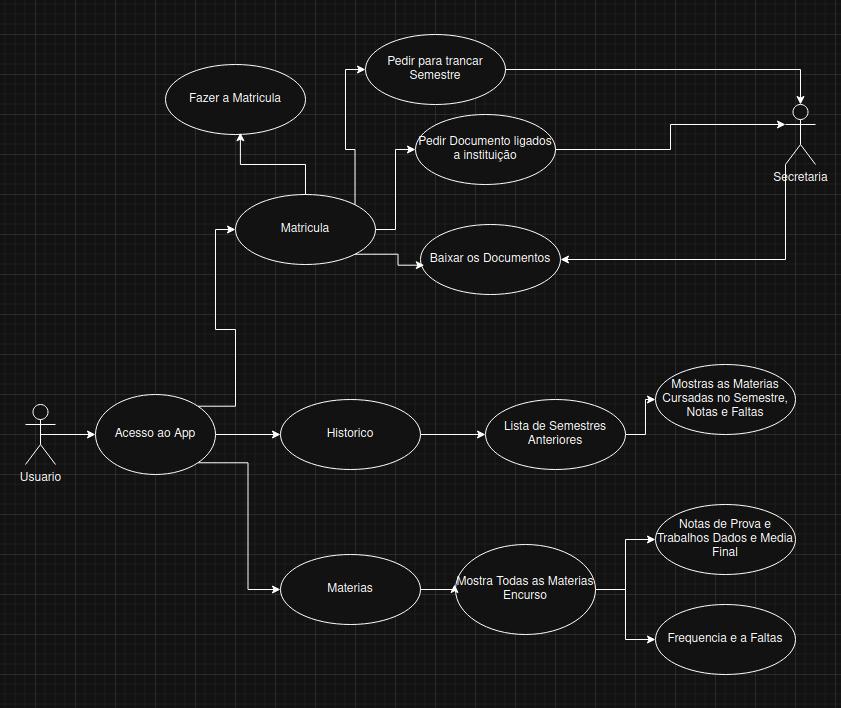 Pedir para trancar
Semestre
Fazer a Matricula
Pedir Documento ligados
a instituição
Secretaria
Matricula
Baixar os Documentos
Mostras as Materias
Cursadas no Semestre,
Notas e Faltas
Usuario
Acesso ao App
Historico
Lista de Semestres
Anteriores
Notas de Prova e
Trabalhos Dados e Media
Final
Materias
Mostra Todas as Materias
Encurso
Frequencia e a Faltas